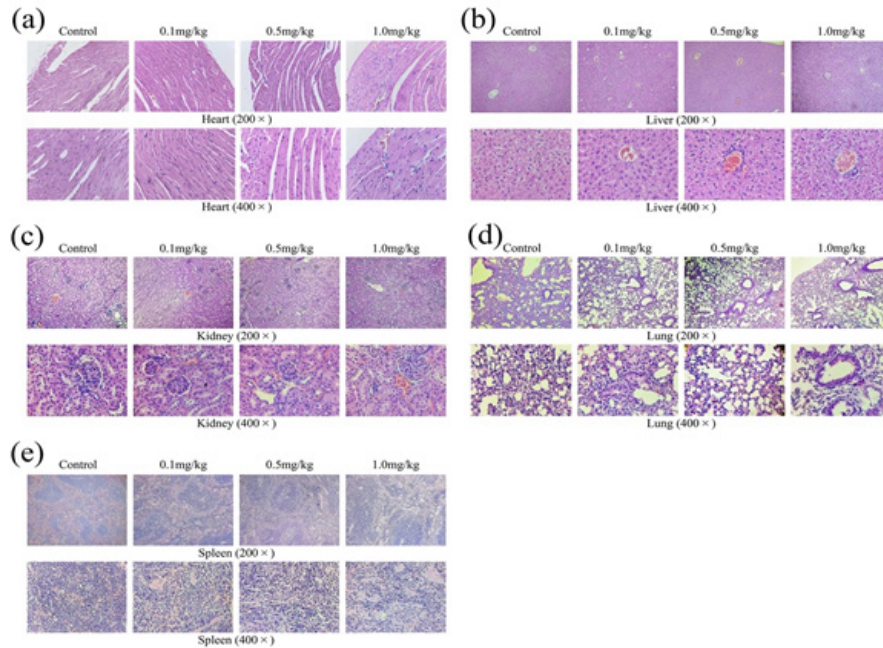 (a)
Control 0.1mg/kg 0.5mg/kg 1.0mg/kg
Heart (200 × )
Heart (400 × )
(b)
Control 0.1mg/kg 0.5mg/kg 1.0mg/kg
Liver (200 × )
Liver (400 × )
(c)
Control 0.1mg/kg 0.5mg/kg 1.0mg/kg
Kidney (200 × )
Kidney (400 × )
(d)
Control 0.1mg/kg 0.5mg/kg 1.0mg/kg
Lung (200 × )
Lung (400 × )
(e)
Control 0.1mg/kg 0.5mg/kg 1.0mg/kg
Spleen (200 × )
Spleen (400 × )